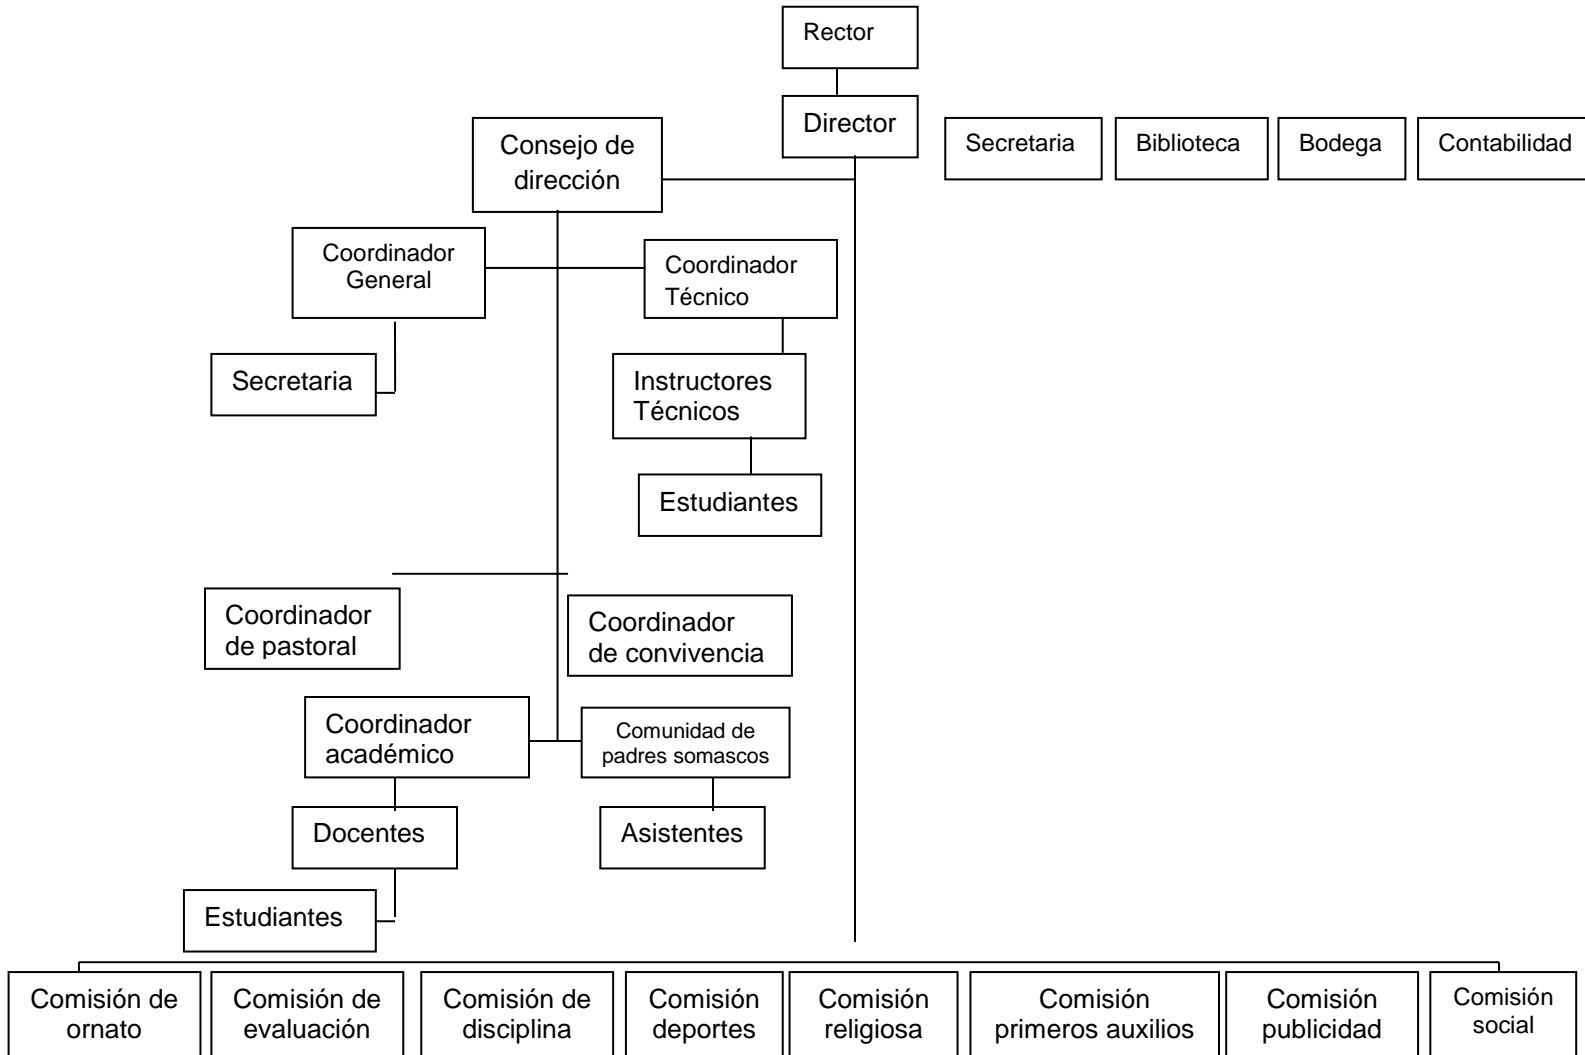 Rector
Director
Consejo de
dirección
Secretaria
Biblioteca
Bodega
Contabilidad
Coordinador
General
Coordinador
Técnico
Secretaria
Instructores
Técnicos
Estudiantes
Coordinador
de pastoral
Coordinador
de convivencia
Coordinador
académico
Comunidad de
padres somascos
Docentes
Asistentes
Estudiantes
Comisión de
ornato
Comisión de
evaluación
Comisión de
disciplina
Comisión
deportes
Comisión
religiosa
Comisión
primeros auxilios
Comisión
publicidad
Comisión
social